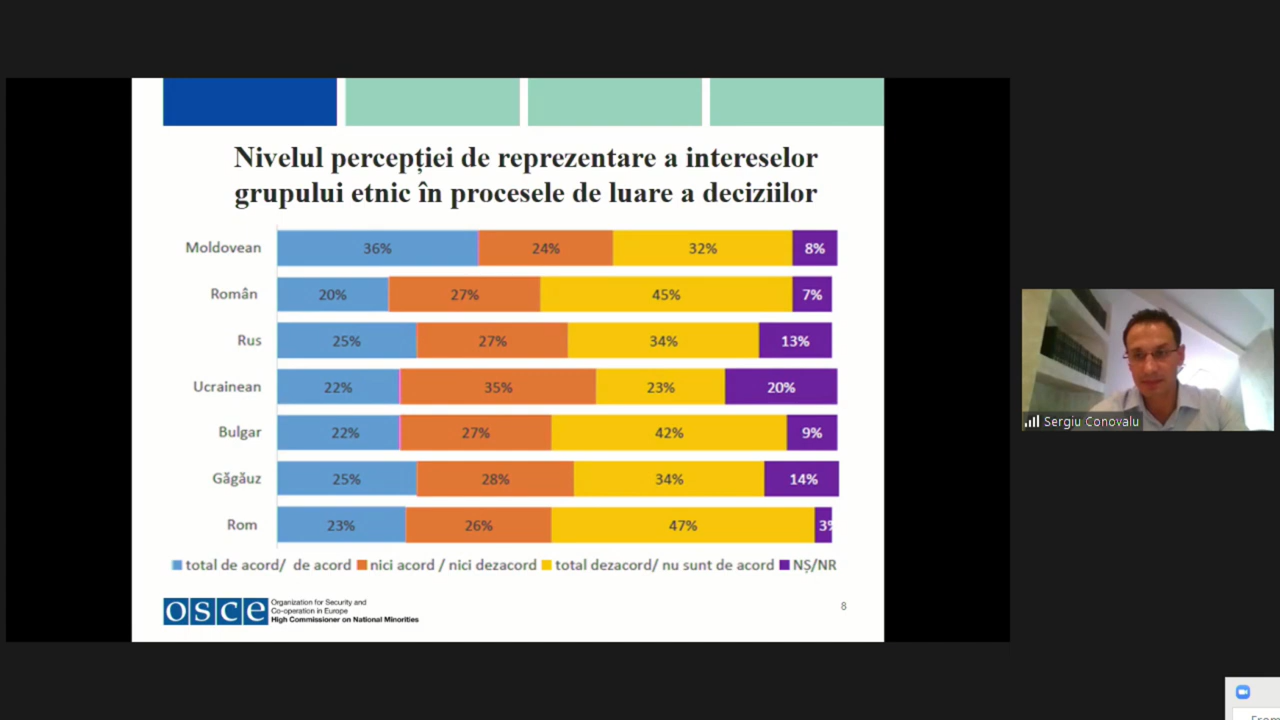 Nivelul percepției de reprezentare a intereselor
grupului etnic în procesele de luare a deciziilor
Moldovean 36% 24% 32% 8%
Român 20% 27% 45% 7%
Rus 25% 27% 34% 13%
Ucrainean 22% 35% 23% 20%
Bulgar 22% 27% 42% 9%
Găgăuz 25% 28% 34% 14%
Rom 23% 26% 47% 3%
total de acord/ de acord nici acord / nici dezacord total dezacord/ nu sunt de acord NȘ/NR
osce Organization for Security and
Co-operation in Europe
High Commissioner on National Minorities
8
Sergiu Conovalu